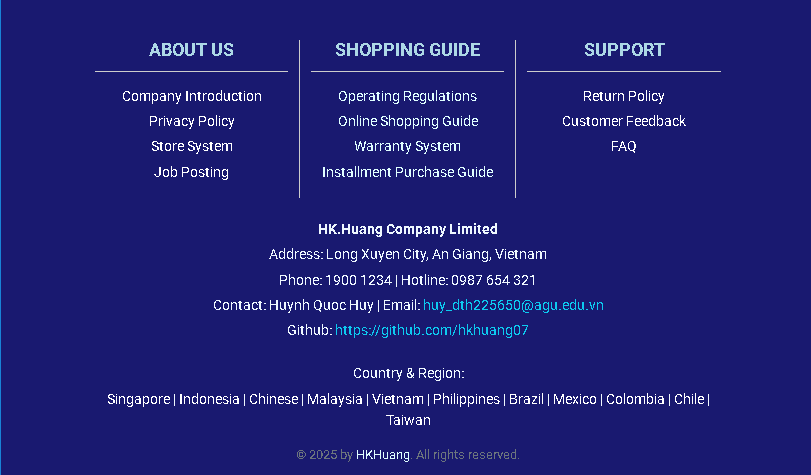 ABOUT US
Company Introduction
Privacy Policy
Store System
Job Posting
SHOPPING GUIDE
Operating Regulations
Online Shopping Guide
Warranty System
Installment Purchase Guide
SUPPORT
Return Policy
Customer Feedback
FAQ
HK.Huang Company Limited
Address: Long Xuyen City, An Giang, Vietnam
Phone: 1900 1234 | Hotline: 0987 654 321
Contact: Huynh Quoc Huy | Email: huy_dth225650@agu.edu.vn
Github: https://github.com/hkhuang07
Country & Region:
Singapore | Indonesia | Chinese | Malaysia | Vietnam | Philippines | Brazil | Mexico | Colombia | Chile |
Taiwan
© 2025 by HKHuang. All rights reserved.